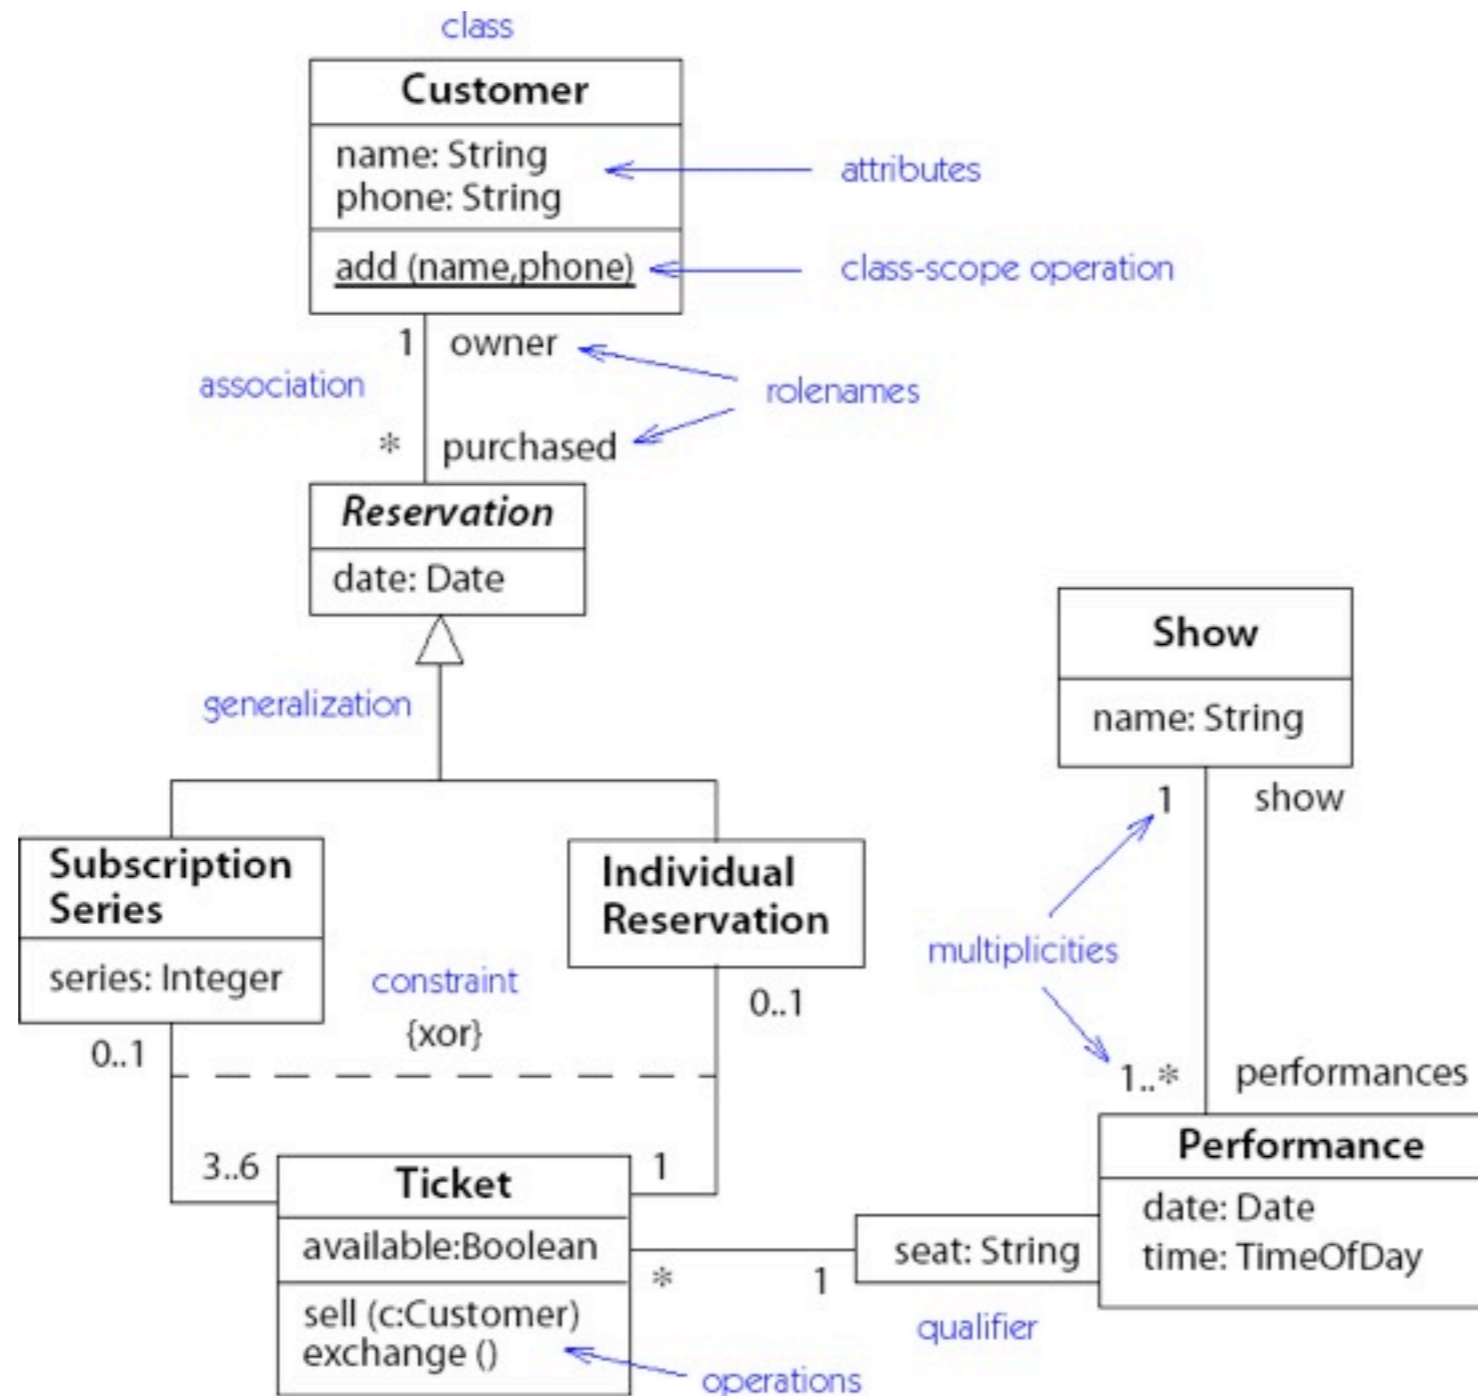 class
Customer
name: String
phone: String
attributes
add (name,phone)
class-scope operation
1 owner
association
rolenames
* purchased
Reservation
date: Date
generalization
Show
name: String
1 show
Subscription
Series
series: Integer
Individual
Reservation
multiplicities
constraint
{xor}
0..1
0..1
1..* performances
3..6
1
Ticket
available:Boolean
sell (c:Customer)
exchange ()
operations
*
1
seat: String
qualifier
Performance
date: Date
time: TimeOfDay